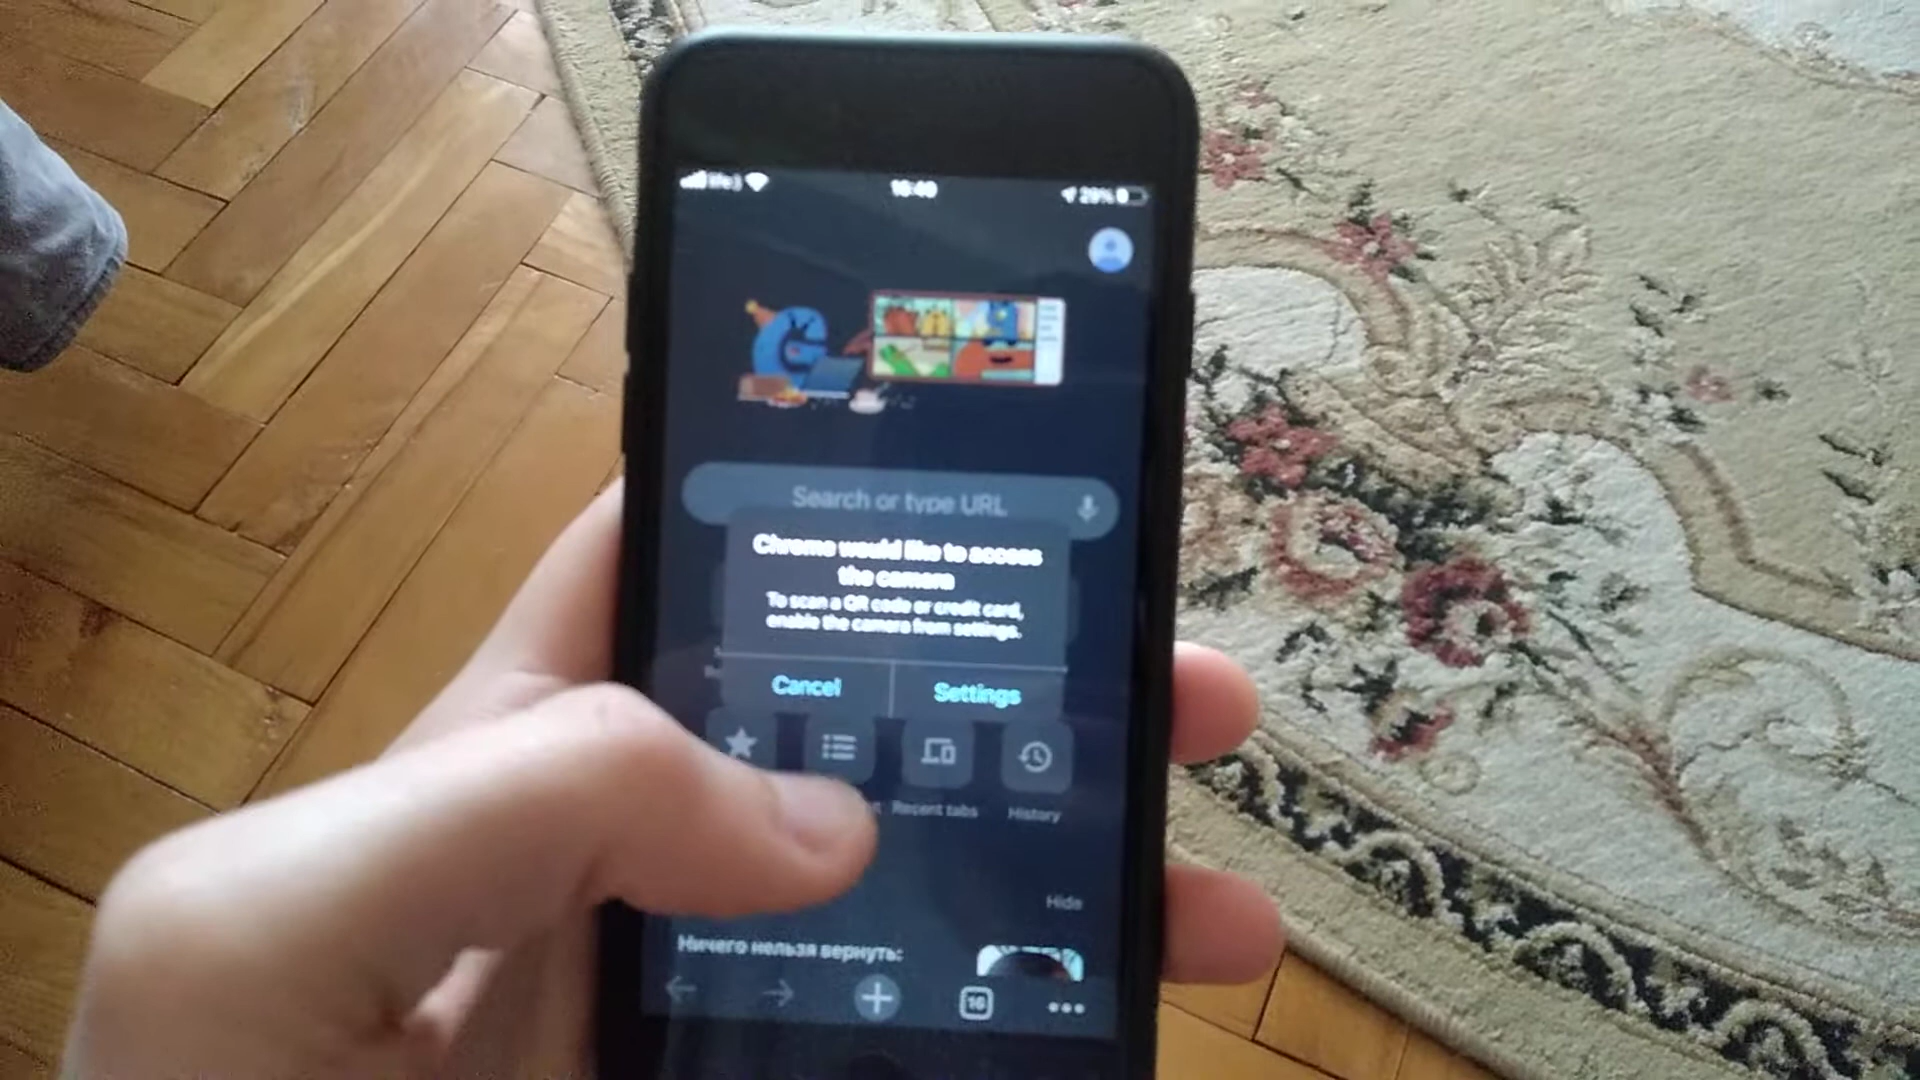 life:)
16:40
29%
Search or type URL
Chrome would like to access
the camera
To scan a QR code or credit card,
enable the camera from settings.
Cancel
Settings
Recent tabs
History
Hide
Ничего нельзя вернуть:
16